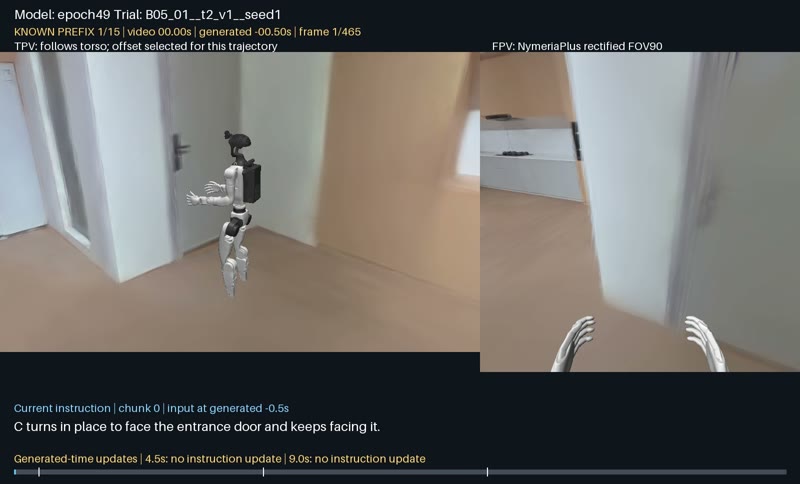 Model: epoch49 Trial: B05_01__t2_v1__seed1
KNOWN PREFIX 1/15 | video 00.00s | generated -00.50s | frame 1/465
TPV: follows torso; offset selected for this trajectory
FPV: NymeriaPlus rectified FOV90
Current instruction | chunk 0 | input at generated -0.5s
C turns in place to face the entrance door and keeps facing it.
Generated-time updates | 4.5s: no instruction update | 9.0s: no instruction update